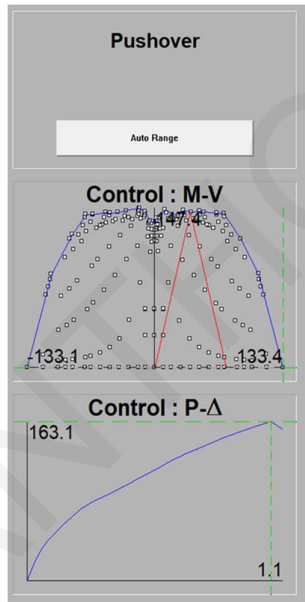 Pushover
Auto Range
Control : M-V
147.4
-133.1
133.4
Control : P-Δ
163.1
1.1